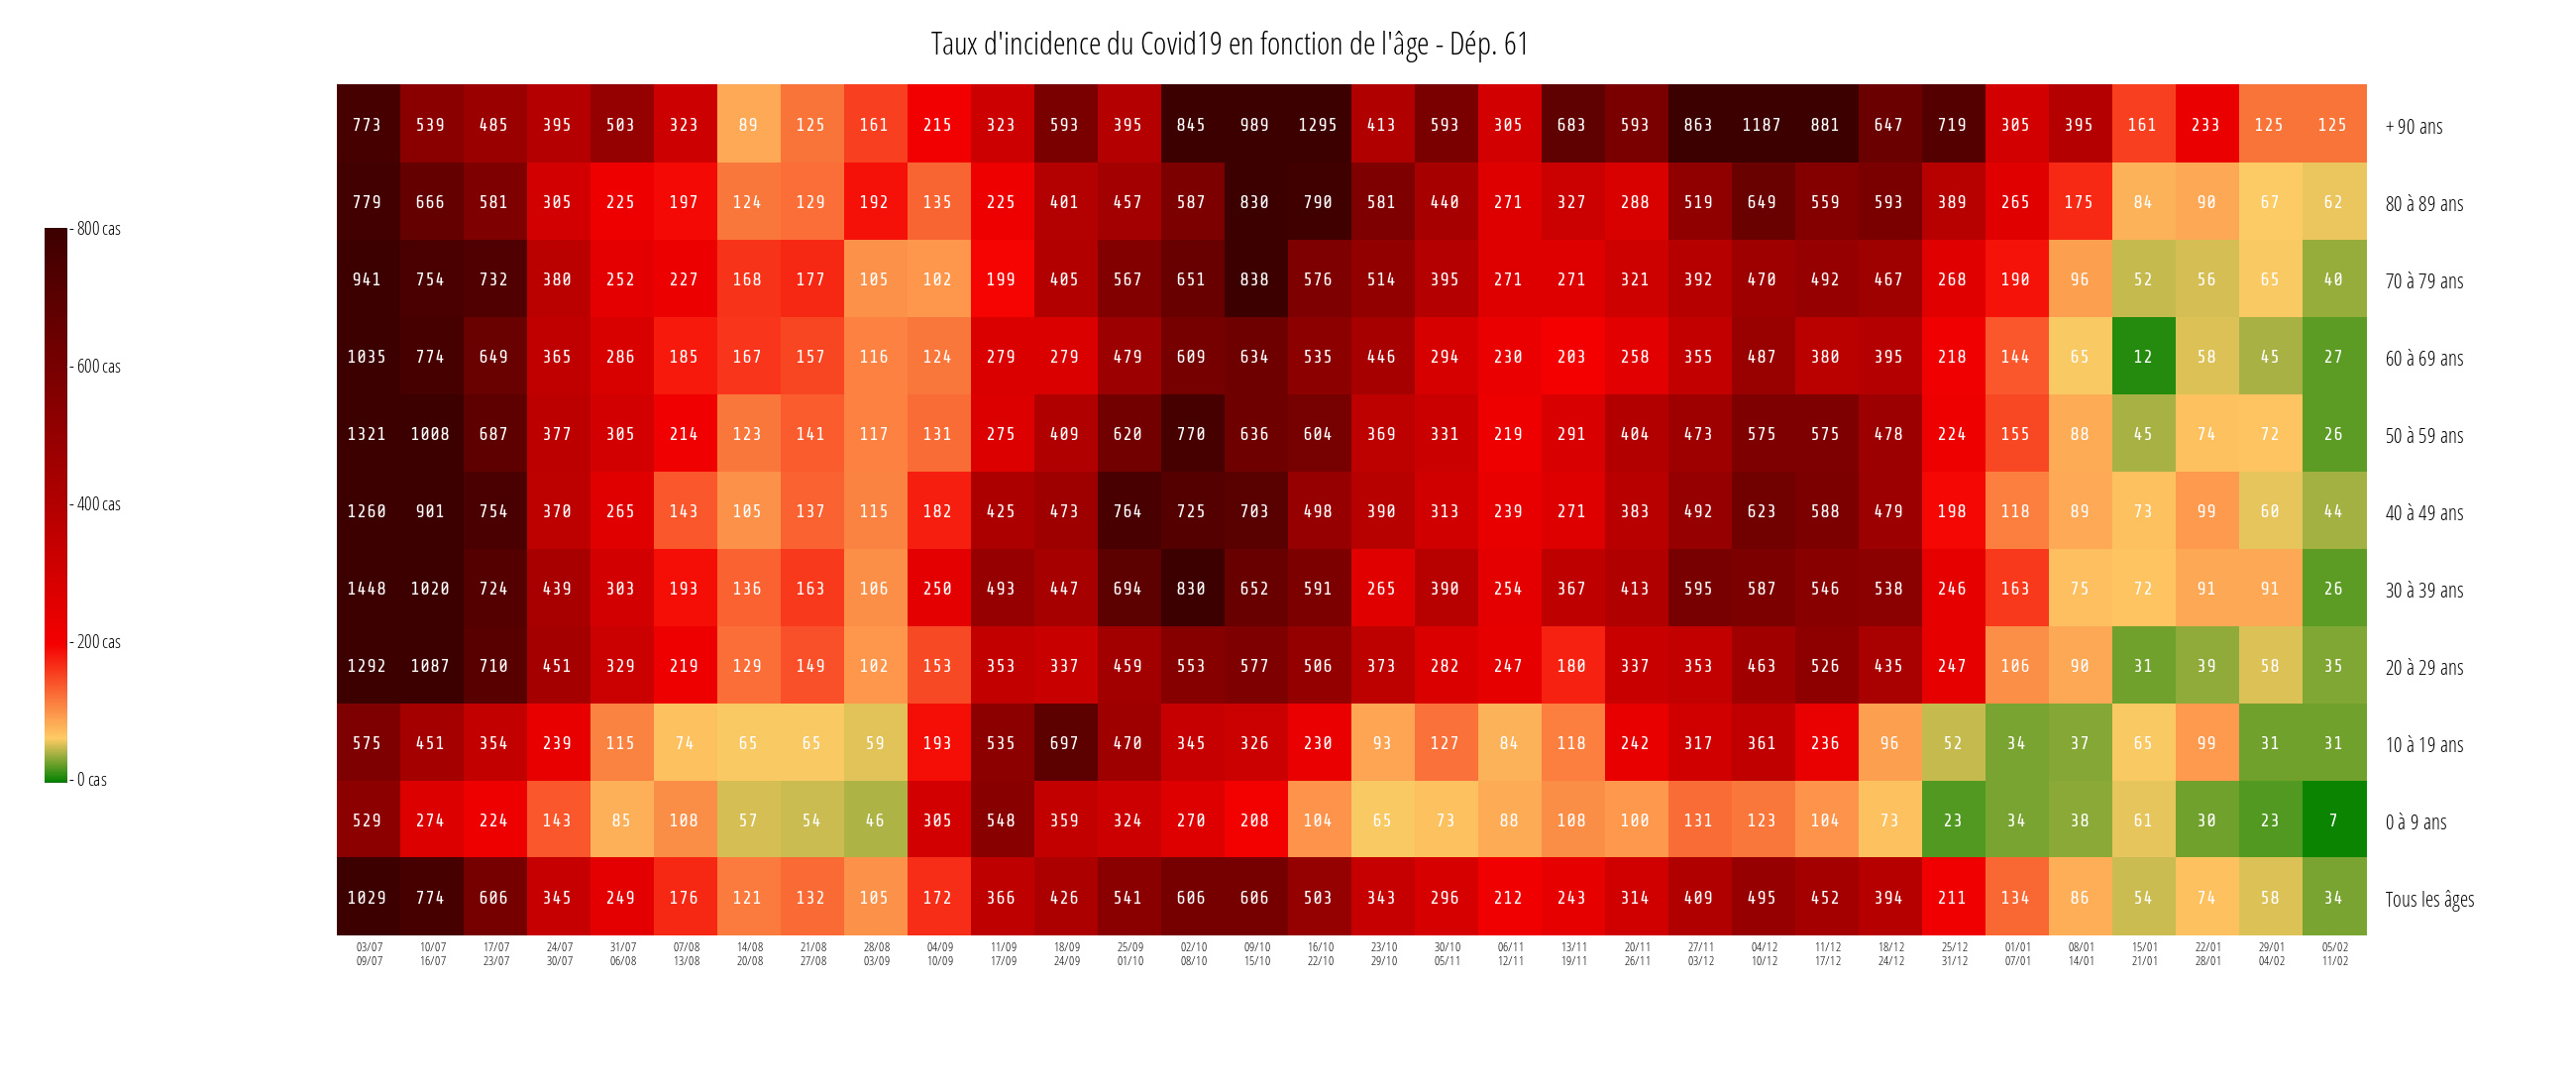 Taux d'incidence du Covid19 en fonction de l'âge - Dép. 61
773 539 485 395 503 323 89 125 161 215 323 593 395 845 989 1295 413 593 305 683 593 863 1187 881 647 719 305 395 161 233 125 125 + 90 ans
779 666 581 305 225 197 124 129 192 135 225 401 457 587 830 790 581 440 271 327 288 519 649 559 593 389 265 175 84 90 67 62 80 à 89 ans
941 754 732 380 252 227 168 177 105 102 199 405 567 651 838 576 514 395 271 271 321 392 470 492 467 268 190 96 52 56 65 40 70 à 79 ans
1035 774 649 365 286 185 167 157 116 124 279 279 479 609 634 535 446 294 230 203 258 355 487 380 395 218 144 65 12 58 45 27 60 à 69 ans
1321 1008 687 377 305 214 123 141 117 131 275 409 620 770 636 604 369 331 219 291 404 473 575 575 478 224 155 88 45 74 72 26 50 à 59 ans
1260 901 754 370 265 143 105 137 115 182 425 473 764 725 703 498 390 313 239 271 383 492 623 588 479 198 118 89 73 99 60 44 40 à 49 ans
1448 1020 724 439 303 193 136 163 106 250 493 447 694 830 652 591 265 390 254 367 413 595 587 546 538 246 163 75 72 91 91 26 30 à 39 ans
1292 1087 710 451 329 219 129 149 102 153 353 337 459 553 577 506 373 282 247 180 337 353 463 526 435 247 106 90 31 39 58 35 20 à 29 ans
575 451 354 239 115 74 65 65 59 193 535 697 470 345 326 230 93 127 84 118 242 317 361 236 96 52 34 37 65 99 31 31 10 à 19 ans
529 274 224 143 85 108 57 54 46 305 548 359 324 270 208 104 65 73 88 108 100 131 123 104 73 23 34 38 61 30 23 7 0 à 9 ans
1029 774 606 345 249 176 121 132 105 172 366 426 541 606 606 503 343 296 212 243 314 409 495 452 394 211 134 86 54 74 58 34 Tous les âges
03/07 10/07 17/07 24/07 31/07 07/08 14/08 21/08 28/08 04/09 11/09 18/09 25/09 02/10 09/10 16/10 23/10 30/10 06/11 13/11 20/11 27/11 04/12 11/12 18/12 25/12 01/01 08/01 15/01 22/01 29/01 05/02
09/07 16/07 23/07 30/07 06/08 13/08 20/08 27/08 03/09 10/09 17/09 24/09 01/10 08/10 15/10 22/10 29/10 05/11 12/11 19/11 26/11 03/12 10/12 17/12 24/12 31/12 07/01 14/01 21/01 28/01 04/02 11/02
- 800 cas
- 600 cas
- 400 cas
- 200 cas
- 0 cas